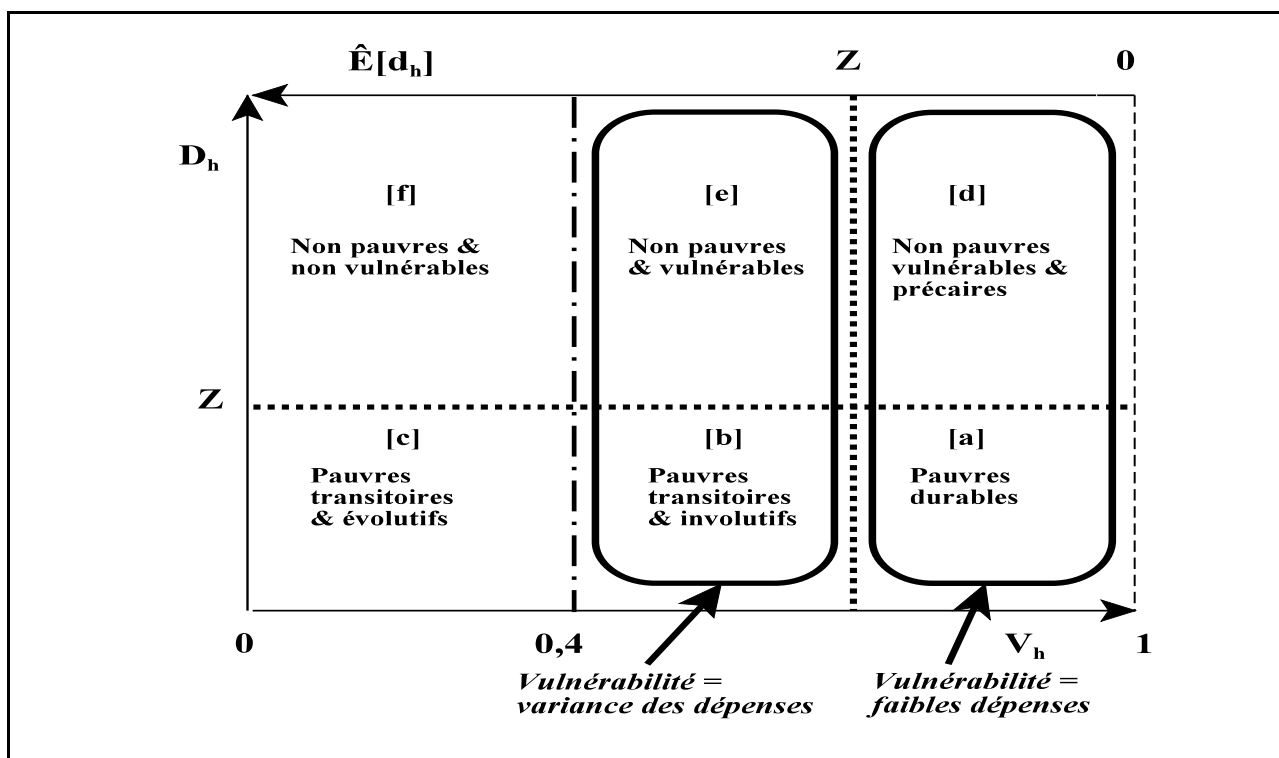 Ê[dₕ] Z 0
Dₕ
[f] [e] [d]
Non pauvres & Non pauvres Non pauvres
non vulnérables & vulnérables vulnérables &
précaires
Z
[c] [b] [a]
Pauvres Pauvres Pauvres
transitoires transitoires durables
& évolutifs & involutifs
0 0,4 Vₕ 1
Vulnérabilité = Vulnérabilité =
variance des dépenses faibles dépenses